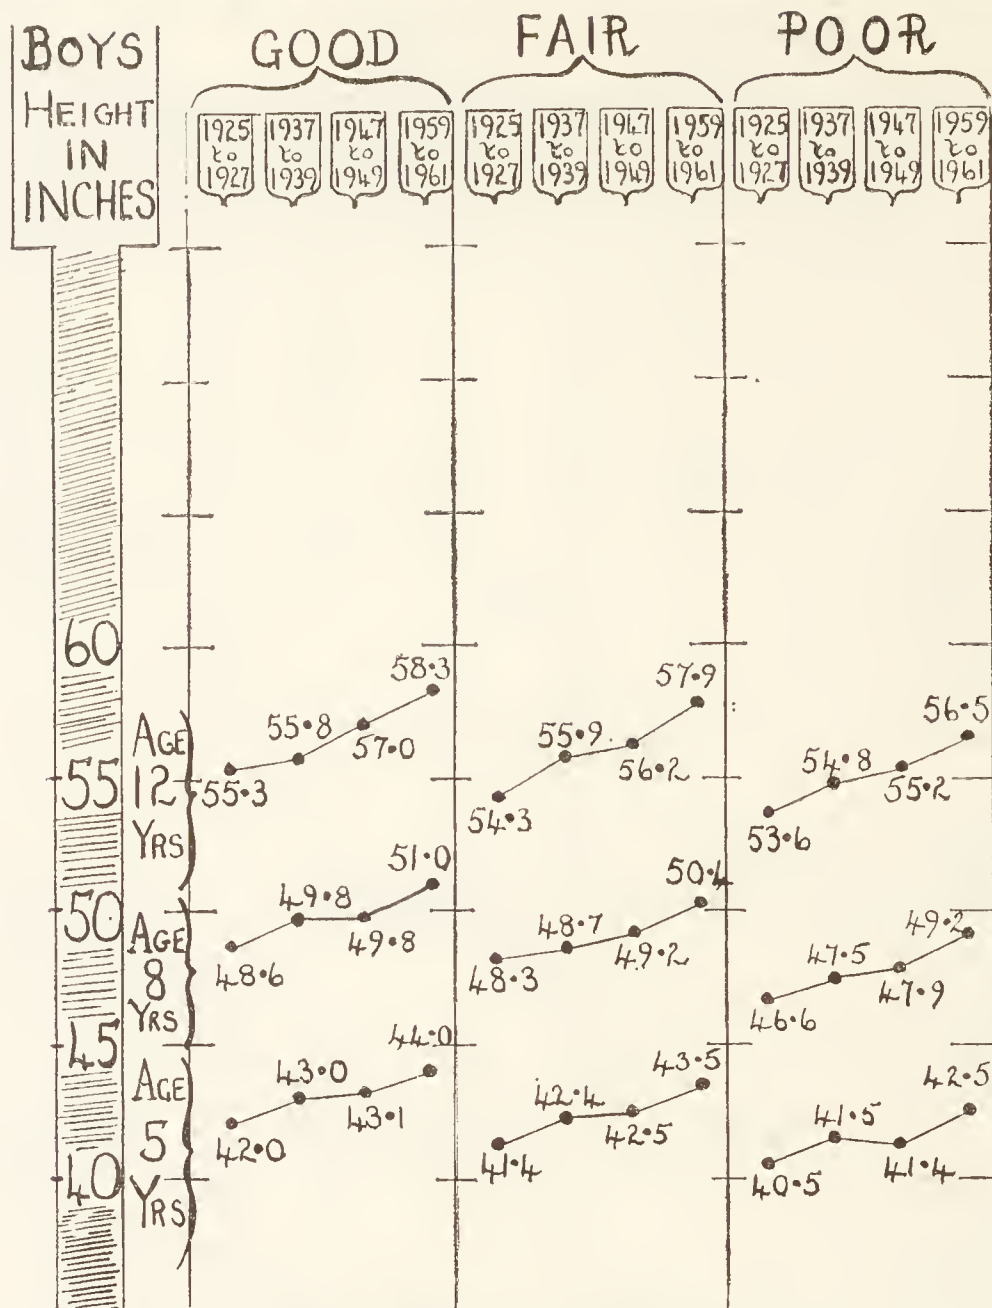 BOYS
HEIGHT
IN
INCHES
GOOD FAIR POOR
1925 1937 1947 1959 1925 1937 1947 1959 1925 1937 1947 1959
to to to to to to to to to to to to
1927 1939 1949 1961 1927 1939 1949 1961 1927 1939 1949 1961
60
55
50
45
40
AGE
12
YRS
55.3 55.8 57.0 58.3
54.3 55.9 56.2 57.9
53.6 54.8 55.2 56.5
AGE
8
YRS
48.6 49.8 49.8 51.0
48.3 48.7 49.2 50.4
46.6 47.5 47.9 49.2
AGE
5
YRS
42.0 43.0 43.1 44.0
41.4 42.4 42.5 43.5
40.5 41.5 41.4 42.5